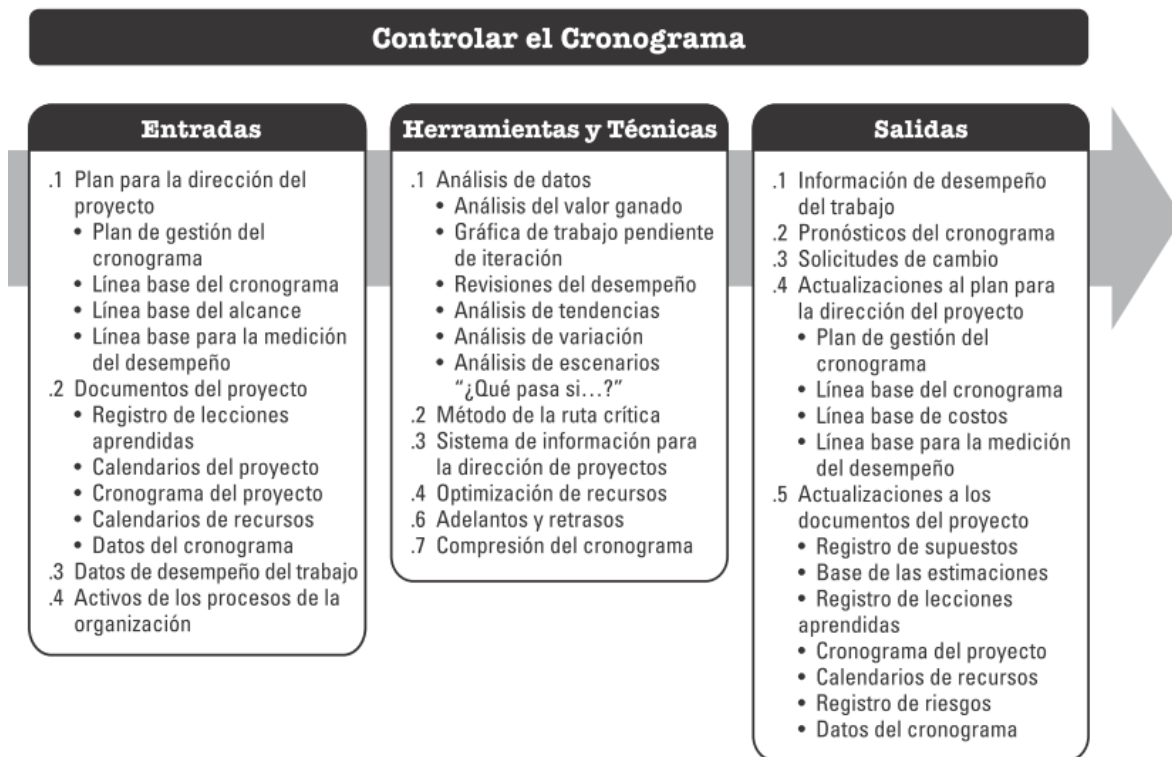 Controlar el Cronograma
Entradas
.1 Plan para la dirección del
proyecto
• Plan de gestión del
cronograma
• Línea base del cronograma
• Línea base del alcance
• Línea base para la medición
del desempeño
.2 Documentos del proyecto
• Registro de lecciones
aprendidas
• Calendarios del proyecto
• Cronograma del proyecto
• Calendarios de recursos
• Datos del cronograma
.3 Datos de desempeño del trabajo
.4 Activos de los procesos de la
organización
Herramientas y Técnicas
.1 Análisis de datos
• Análisis del valor ganado
• Gráfica de trabajo pendiente
de iteración
• Revisiones del desempeño
• Análisis de tendencias
• Análisis de variación
• Análisis de escenarios
“¿Qué pasa si...?”
.2 Método de la ruta crítica
.3 Sistema de información para
la dirección de proyectos
.4 Optimización de recursos
.6 Adelantos y retrasos
.7 Compresión del cronograma
Salidas
.1 Información de desempeño
del trabajo
.2 Pronósticos del cronograma
.3 Solicitudes de cambio
.4 Actualizaciones al plan para
la dirección del proyecto
• Plan de gestión del
cronograma
• Línea base del cronograma
• Línea base de costos
• Línea base para la medición
del desempeño
.5 Actualizaciones a los
documentos del proyecto
• Registro de supuestos
• Base de las estimaciones
• Registro de lecciones
aprendidas
• Cronograma del proyecto
• Calendarios de recursos
• Registro de riesgos
• Datos del cronograma